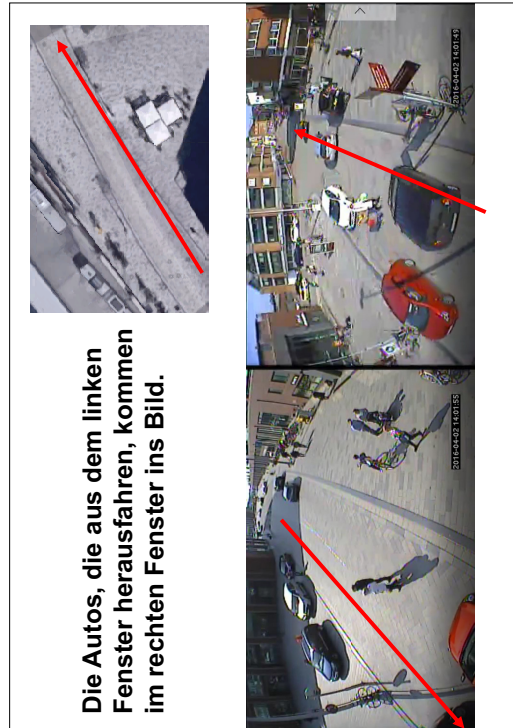 Die Autos, die aus dem linken
Fenster herausfahren, kommen
im rechten Fenster ins Bild.
2016-04-02 14:01:55
2016-04-02 14:01:49